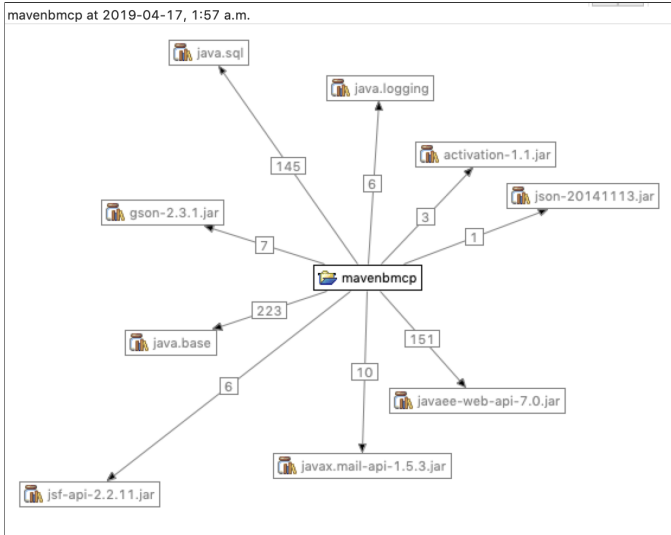 mavenbmcp at 2019-04-17, 1:57 a.m.
java.sql
java.logging
activation-1.1.jar
145
6
json-20141113.jar
gson-2.3.1.jar
3
1
7
mavenbmcp
223
java.base
151
10
6
javaee-web-api-7.0.jar
javax.mail-api-1.5.3.jar
jsf-api-2.2.11.jar